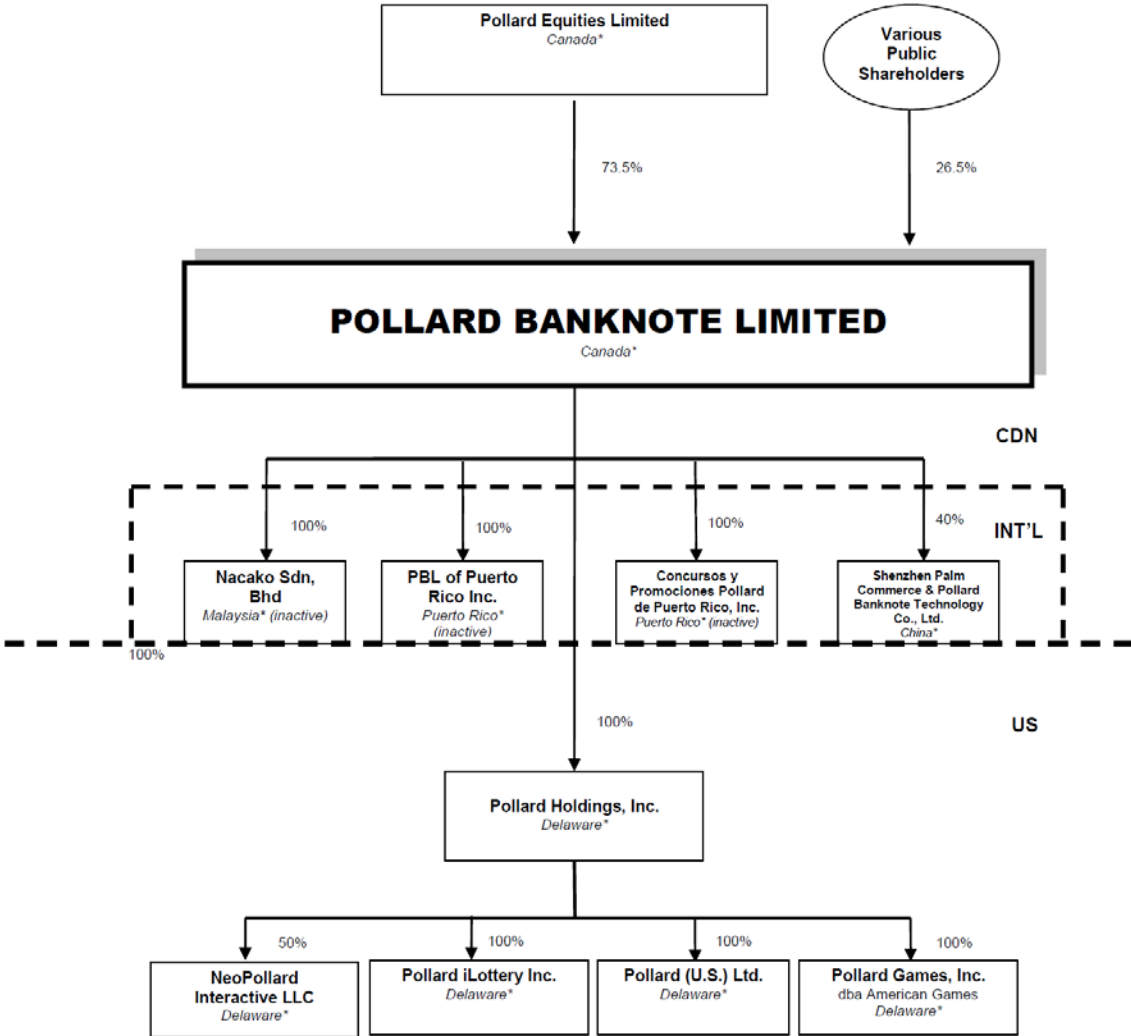 Pollard Equities Limited
Canada*
Various
Public
Shareholders
73.5%
26.5%
POLLARD BANKNOTE LIMITED
Canada*
CDN
INT'L
100%
100%
100%
40%
Nacako Sdn,
Bhd
Malaysia* (inactive)
PBL of Puerto
Rico Inc.
Puerto Rico*
(inactive)
Concursos y
Promociones Pollard
de Puerto Rico, Inc.
Puerto Rico* (inactive)
Shenzhen Palm
Commerce & Pollard
Banknote Technology
Co., Ltd.
China*
100%
100%
US
Pollard Holdings, Inc.
Delaware*
50%
100%
100%
100%
NeoPollard
Interactive LLC
Delaware*
Pollard iLottery Inc.
Delaware*
Pollard (U.S.) Ltd.
Delaware*
Pollard Games, Inc.
dba American Games
Delaware*